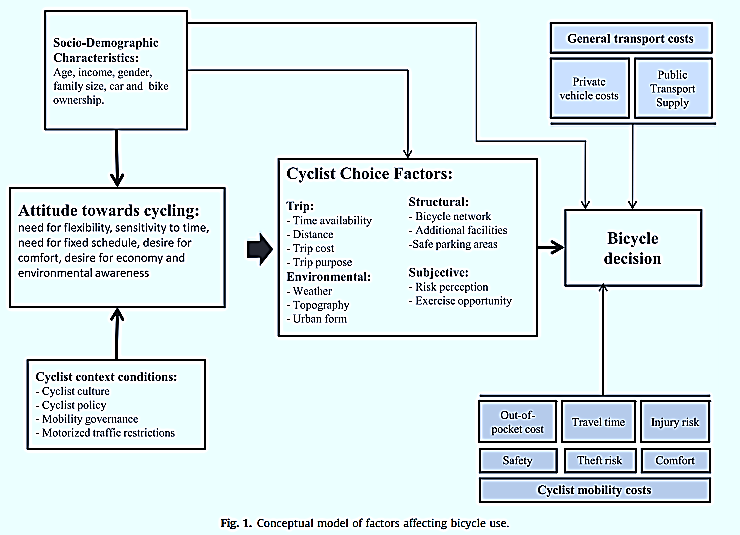 Socio-Demographic
Characteristics:
Age, income, gender,
family size, car and bike
ownership.
General transport costs
Private
vehicle costs
Public
Transport
Supply
Attitude towards cycling:
need for flexibility, sensitivity to time,
need for fixed schedule, desire for
comfort, desire for economy and
environmental awareness
Cyclist Choice Factors:
Trip:
- Time availability
- Distance
- Trip cost
- Trip purpose
Environmental:
- Weather
- Topography
- Urban form
Structural:
- Bicycle network
- Additional facilities
-Safe parking areas
Subjective:
- Risk perception
- Exercise opportunity
Bicycle
decision
Cyclist context conditions:
- Cyclist culture
- Cyclist policy
- Mobility governance
- Motorized traffic restrictions
Out-of-
pocket cost
Travel time
Injury risk
Safety
Theft risk
Comfort
Cyclist mobility costs
Fig. 1. Conceptual model of factors affecting bicycle use.